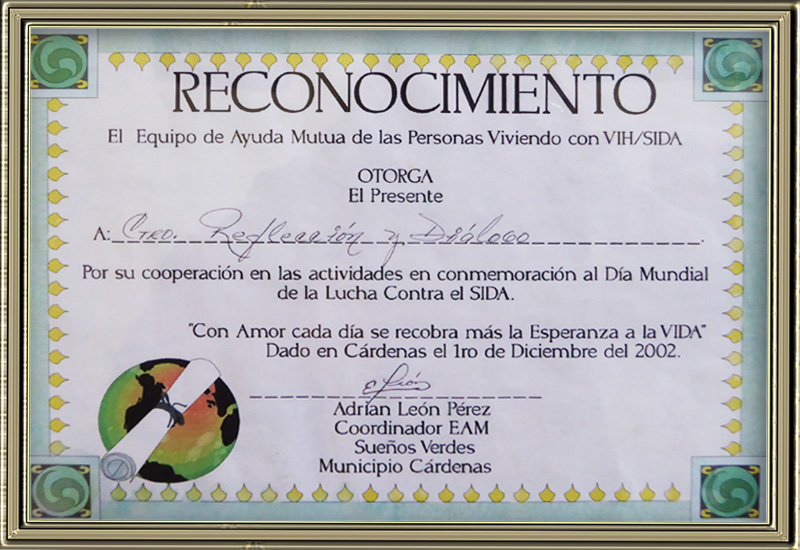 RECONOCIMIENTO
El Equipo de Ayuda Mutua de las Personas Viviendo con VIH/SIDA
OTORGA
El Presente
A: Ctro. Reflección y Diálogo.
Por su cooperación en las actividades en conmemoración al Día Mundial
de la Lucha Contra el SIDA.
"Con Amor cada día se recobra más la Esperanza a la VIDA"
Dado en Cárdenas el 1ro de Diciembre del 2002.
Adrían León Pérez
Coordinador EAM
Sueños Verdes
Municipio Cárdenas